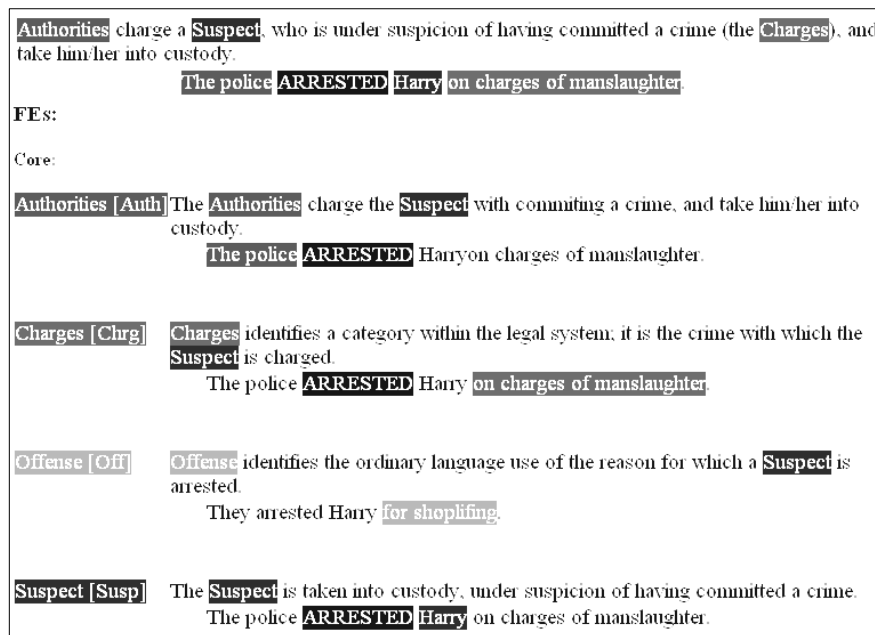 Authorities charge a Suspect, who is under suspicion of having committed a crime (the Charges), and
take him/her into custody.
The police ARRESTED Harry on charges of manslaughter.
FEs:
Core:
Authorities [Auth] The Authorities charge the Suspect with commiting a crime, and take him/her into
custody.
The police ARRESTED Harryon charges of manslaughter.
Charges [Chrg] Charges identifies a category within the legal system; it is the crime with which the
Suspect is charged.
The police ARRESTED Harry on charges of manslaughter.
Offense [Off] Offense identifies the ordinary language use of the reason for which a Suspect is
arrested.
They arrested Harry for shoplifing.
Suspect [Susp] The Suspect is taken into custody, under suspicion of having committed a crime.
The police ARRESTED Harry on charges of manslaughter.